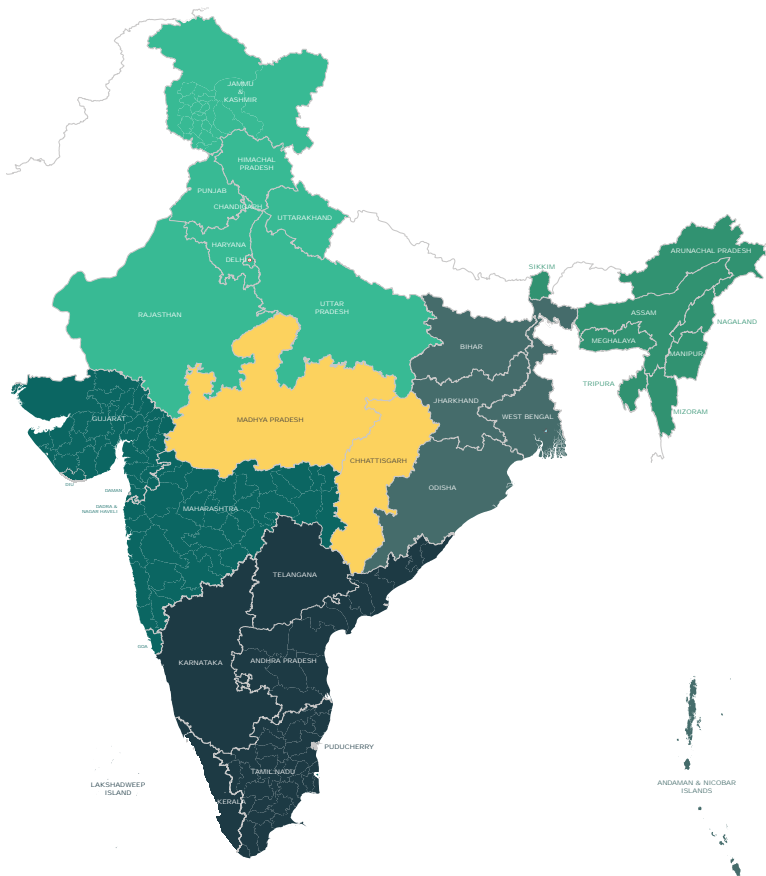 JAMMU
&
KASHMIR
HIMACHAL
PRADESH
PUNJAB
CHANDIGARH
UTTARAKHAND
HARYANA
DELHI
RAJASTHAN
UTTAR
PRADESH
SIKKIM
ARUNACHAL PRADESH
ASSAM
NAGALAND
MEGHALAYA
MANIPUR
TRIPURA
MIZORAM
BIHAR
JHARKHAND
WEST BENGAL
GUJARAT
MADHYA PRADESH
CHHATTISGARH
DIU
DAMAN
DADRA &
NAGAR HAVELI
MAHARASHTRA
ODISHA
TELANGANA
GOA
KARNATAKA
ANDHRA PRADESH
PUDUCHERRY
TAMIL NADU
KERALA
LAKSHADWEEP
ISLAND
ANDAMAN & NICOBAR
ISLANDS